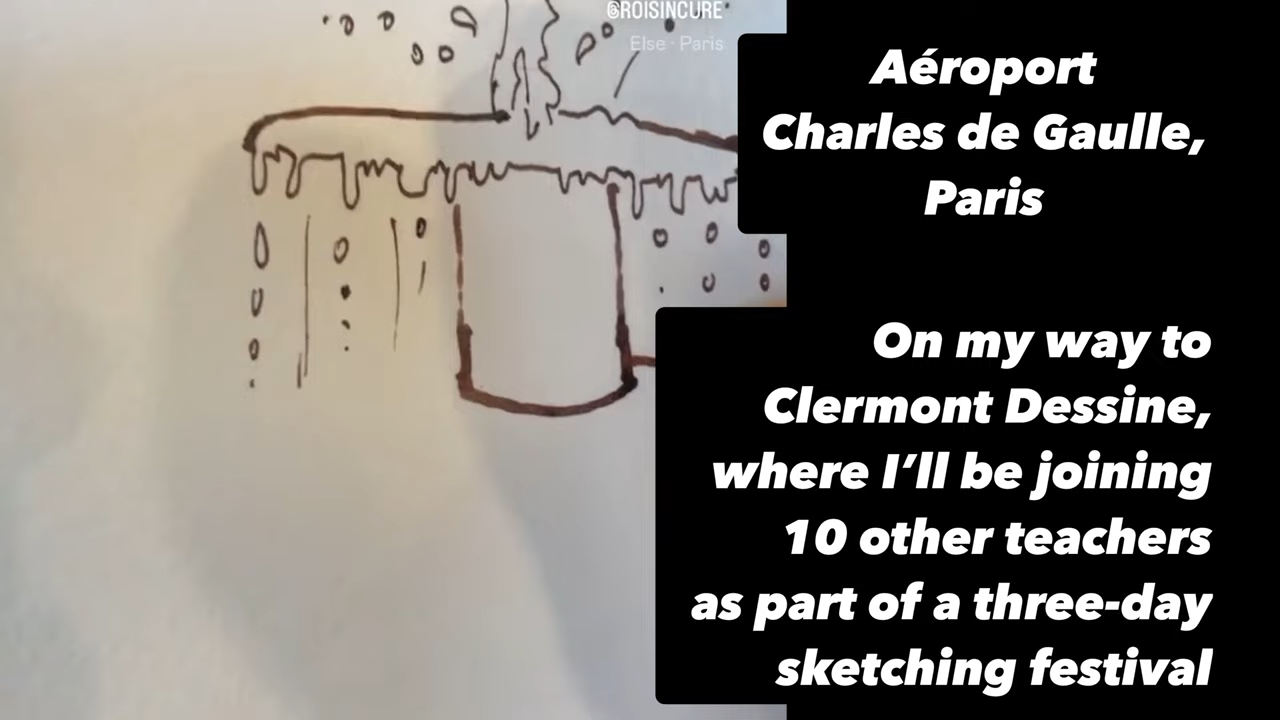 @ROISINCURE
Else · Paris
Aéroport
Charles de Gaulle,
Paris
On my way to
Clermont Dessine,
where I’ll be joining
10 other teachers
as part of a three-day
sketching festival